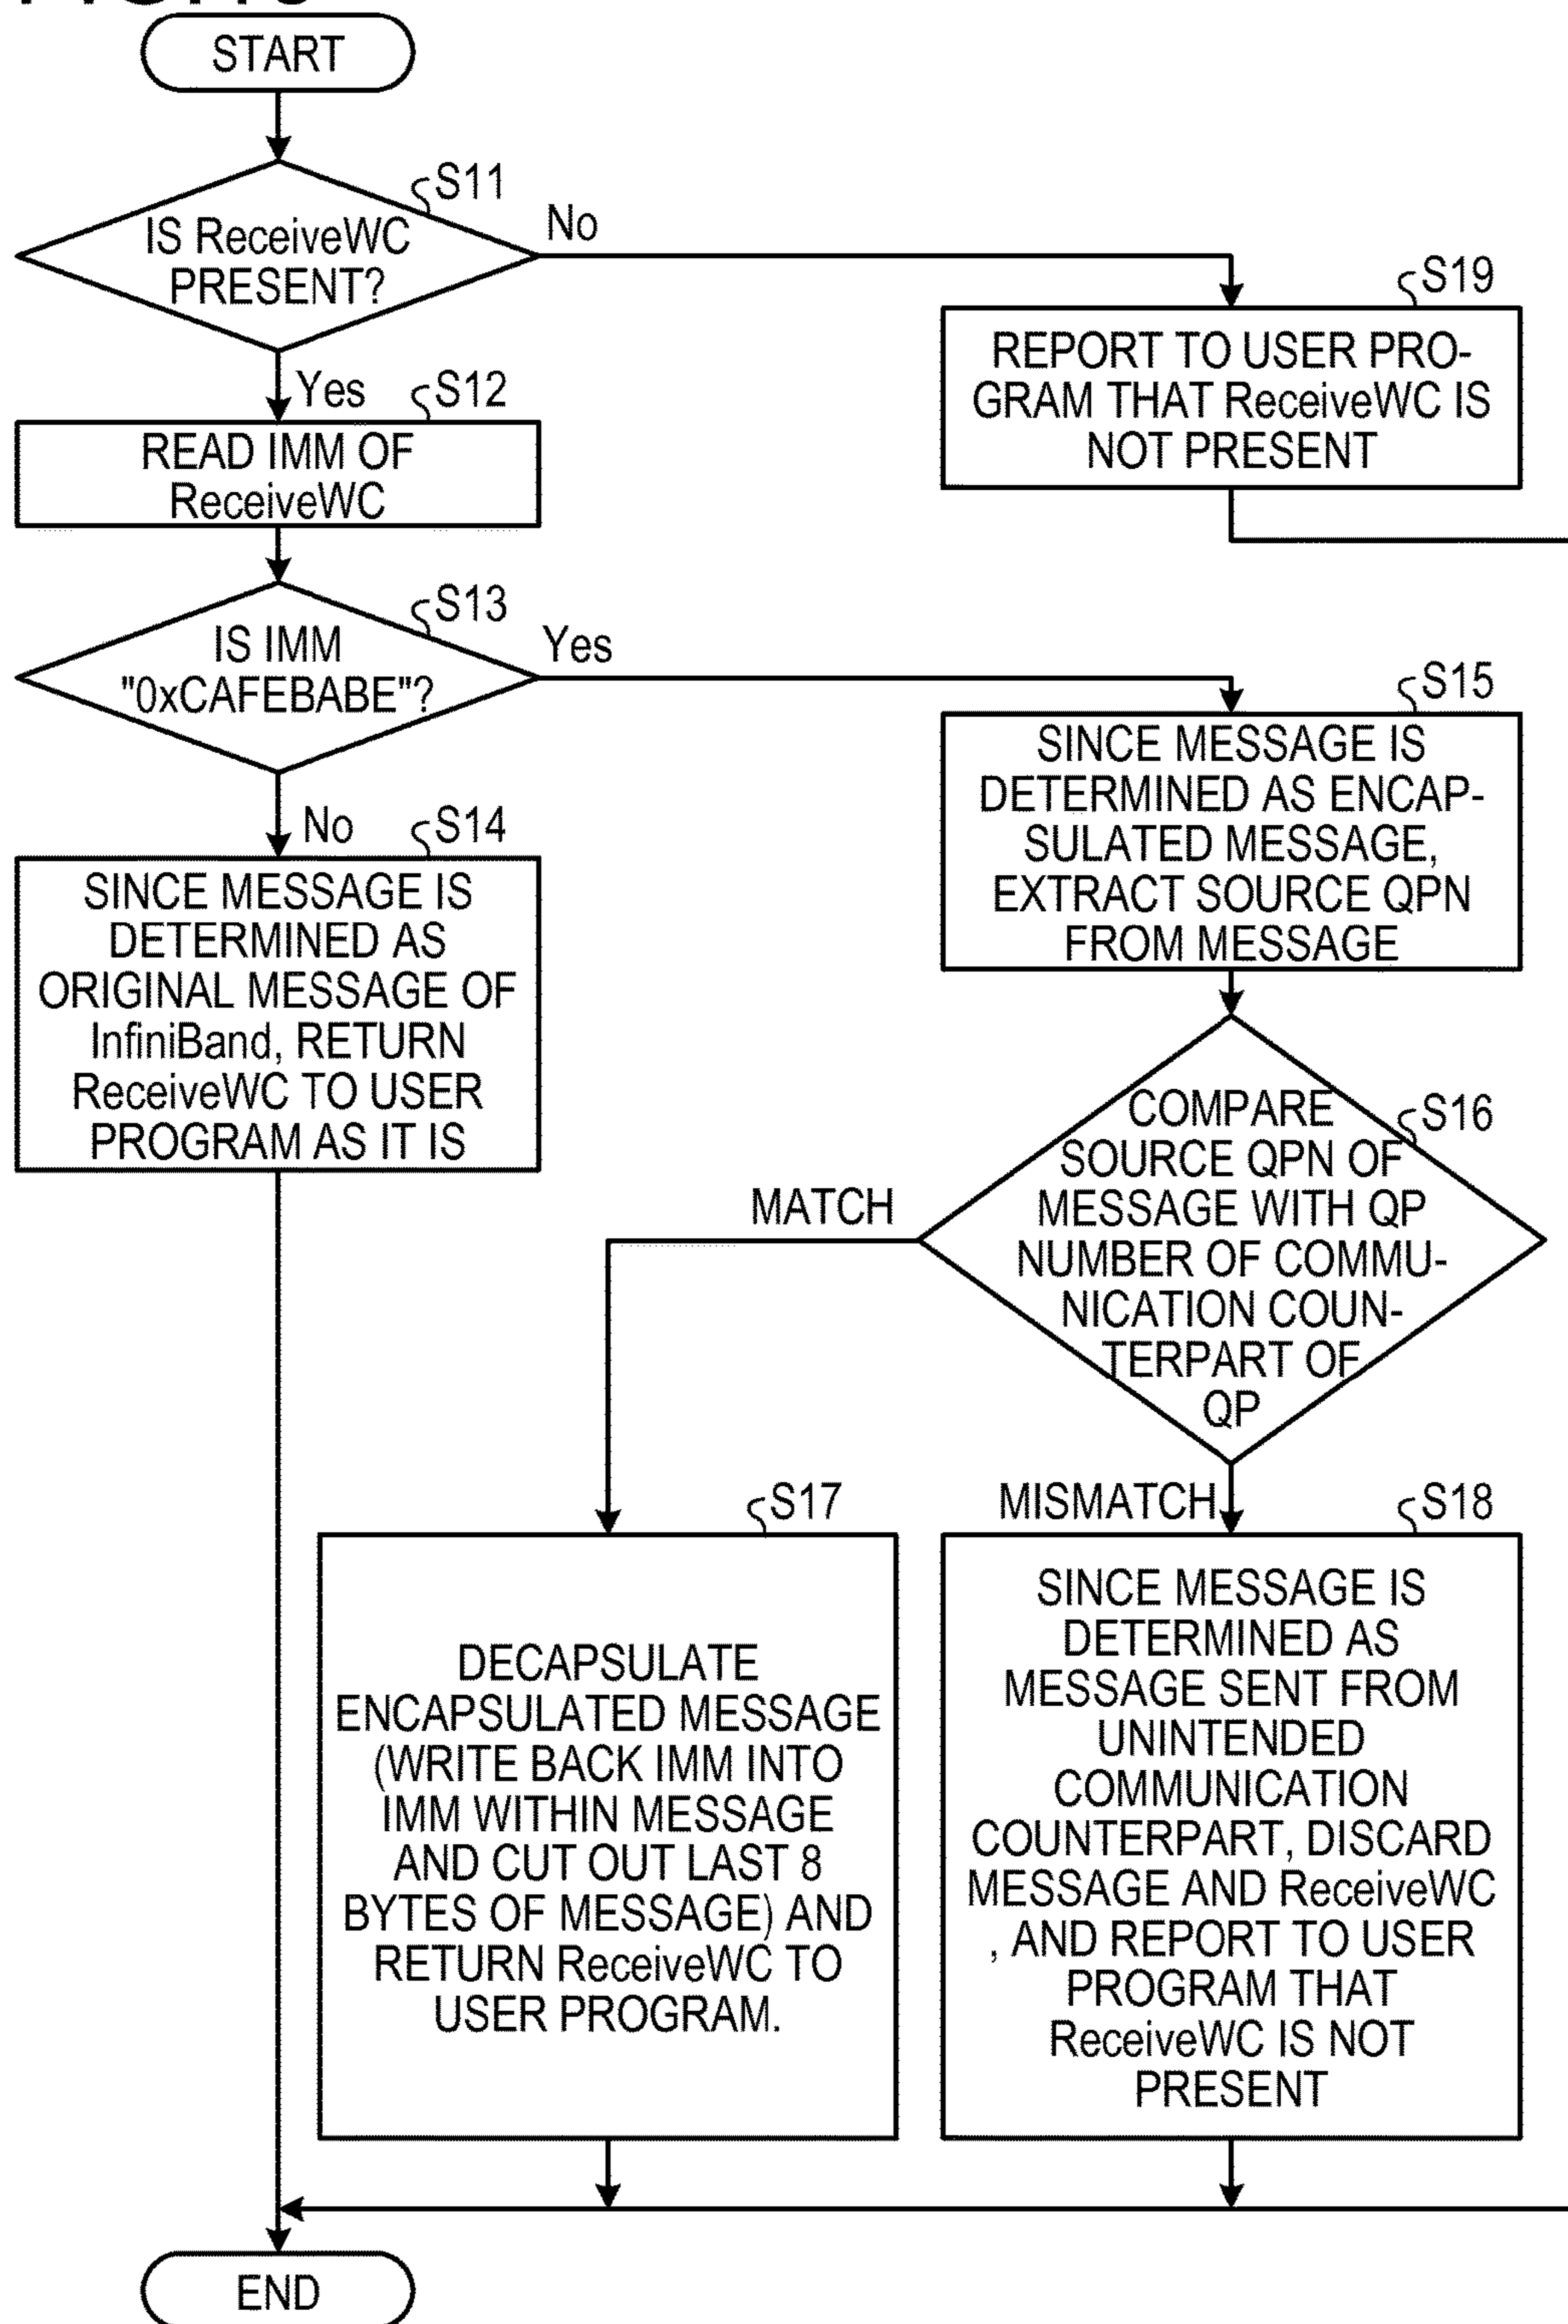 START
S11
IS ReceiveWC
PRESENT?
No
Yes
S19
REPORT TO USER PRO-
GRAM THAT ReceiveWC IS
NOT PRESENT
S12
READ IMM OF
ReceiveWC
S13
IS IMM
"0xCAFEBABE"?
Yes
No
S14
SINCE MESSAGE IS
DETERMINED AS
ORIGINAL MESSAGE OF
InfiniBand, RETURN
ReceiveWC TO USER
PROGRAM AS IT IS
S15
SINCE MESSAGE IS
DETERMINED AS ENCAP-
SULATED MESSAGE,
EXTRACT SOURCE QPN
FROM MESSAGE
S16
COMPARE
SOURCE QPN OF
MESSAGE WITH QP
NUMBER OF COMMU-
NICATION COUN-
TERPART OF
QP
MATCH
MISMATCH
S17
DECAPSULATE
ENCAPSULATED MESSAGE
(WRITE BACK IMM INTO
IMM WITHIN MESSAGE
AND CUT OUT LAST 8
BYTES OF MESSAGE) AND
RETURN ReceiveWC TO
USER PROGRAM.
S18
SINCE MESSAGE IS
DETERMINED AS
MESSAGE SENT FROM
UNINTENDED
COMMUNICATION
COUNTERPART, DISCARD
MESSAGE AND ReceiveWC
, AND REPORT TO USER
PROGRAM THAT
ReceiveWC IS NOT
PRESENT
END